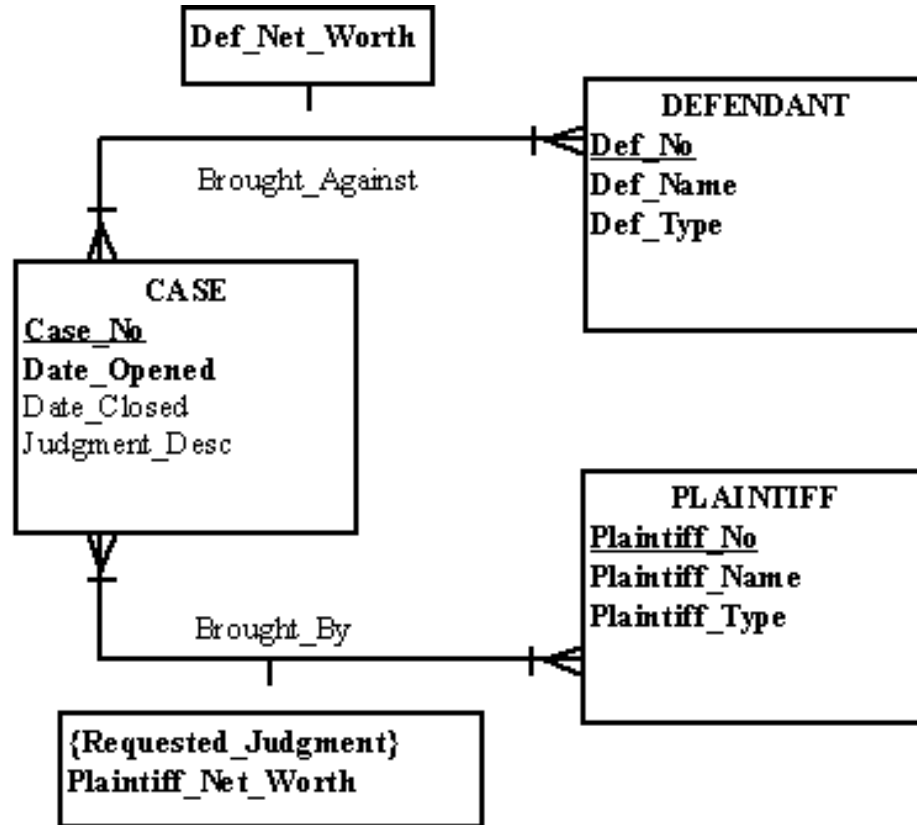 Def_Net_Worth
DEFENDANT
Def_No
Def_Name
Def_Type
Brought_Against
CASE
Case_No
Date_Opened
Date_Closed
Judgment_Desc
PLAINTIFF
Plaintiff_No
Plaintiff_Name
Plaintiff_Type
Brought_By
{Requested_Judgment}
Plaintiff_Net_Worth